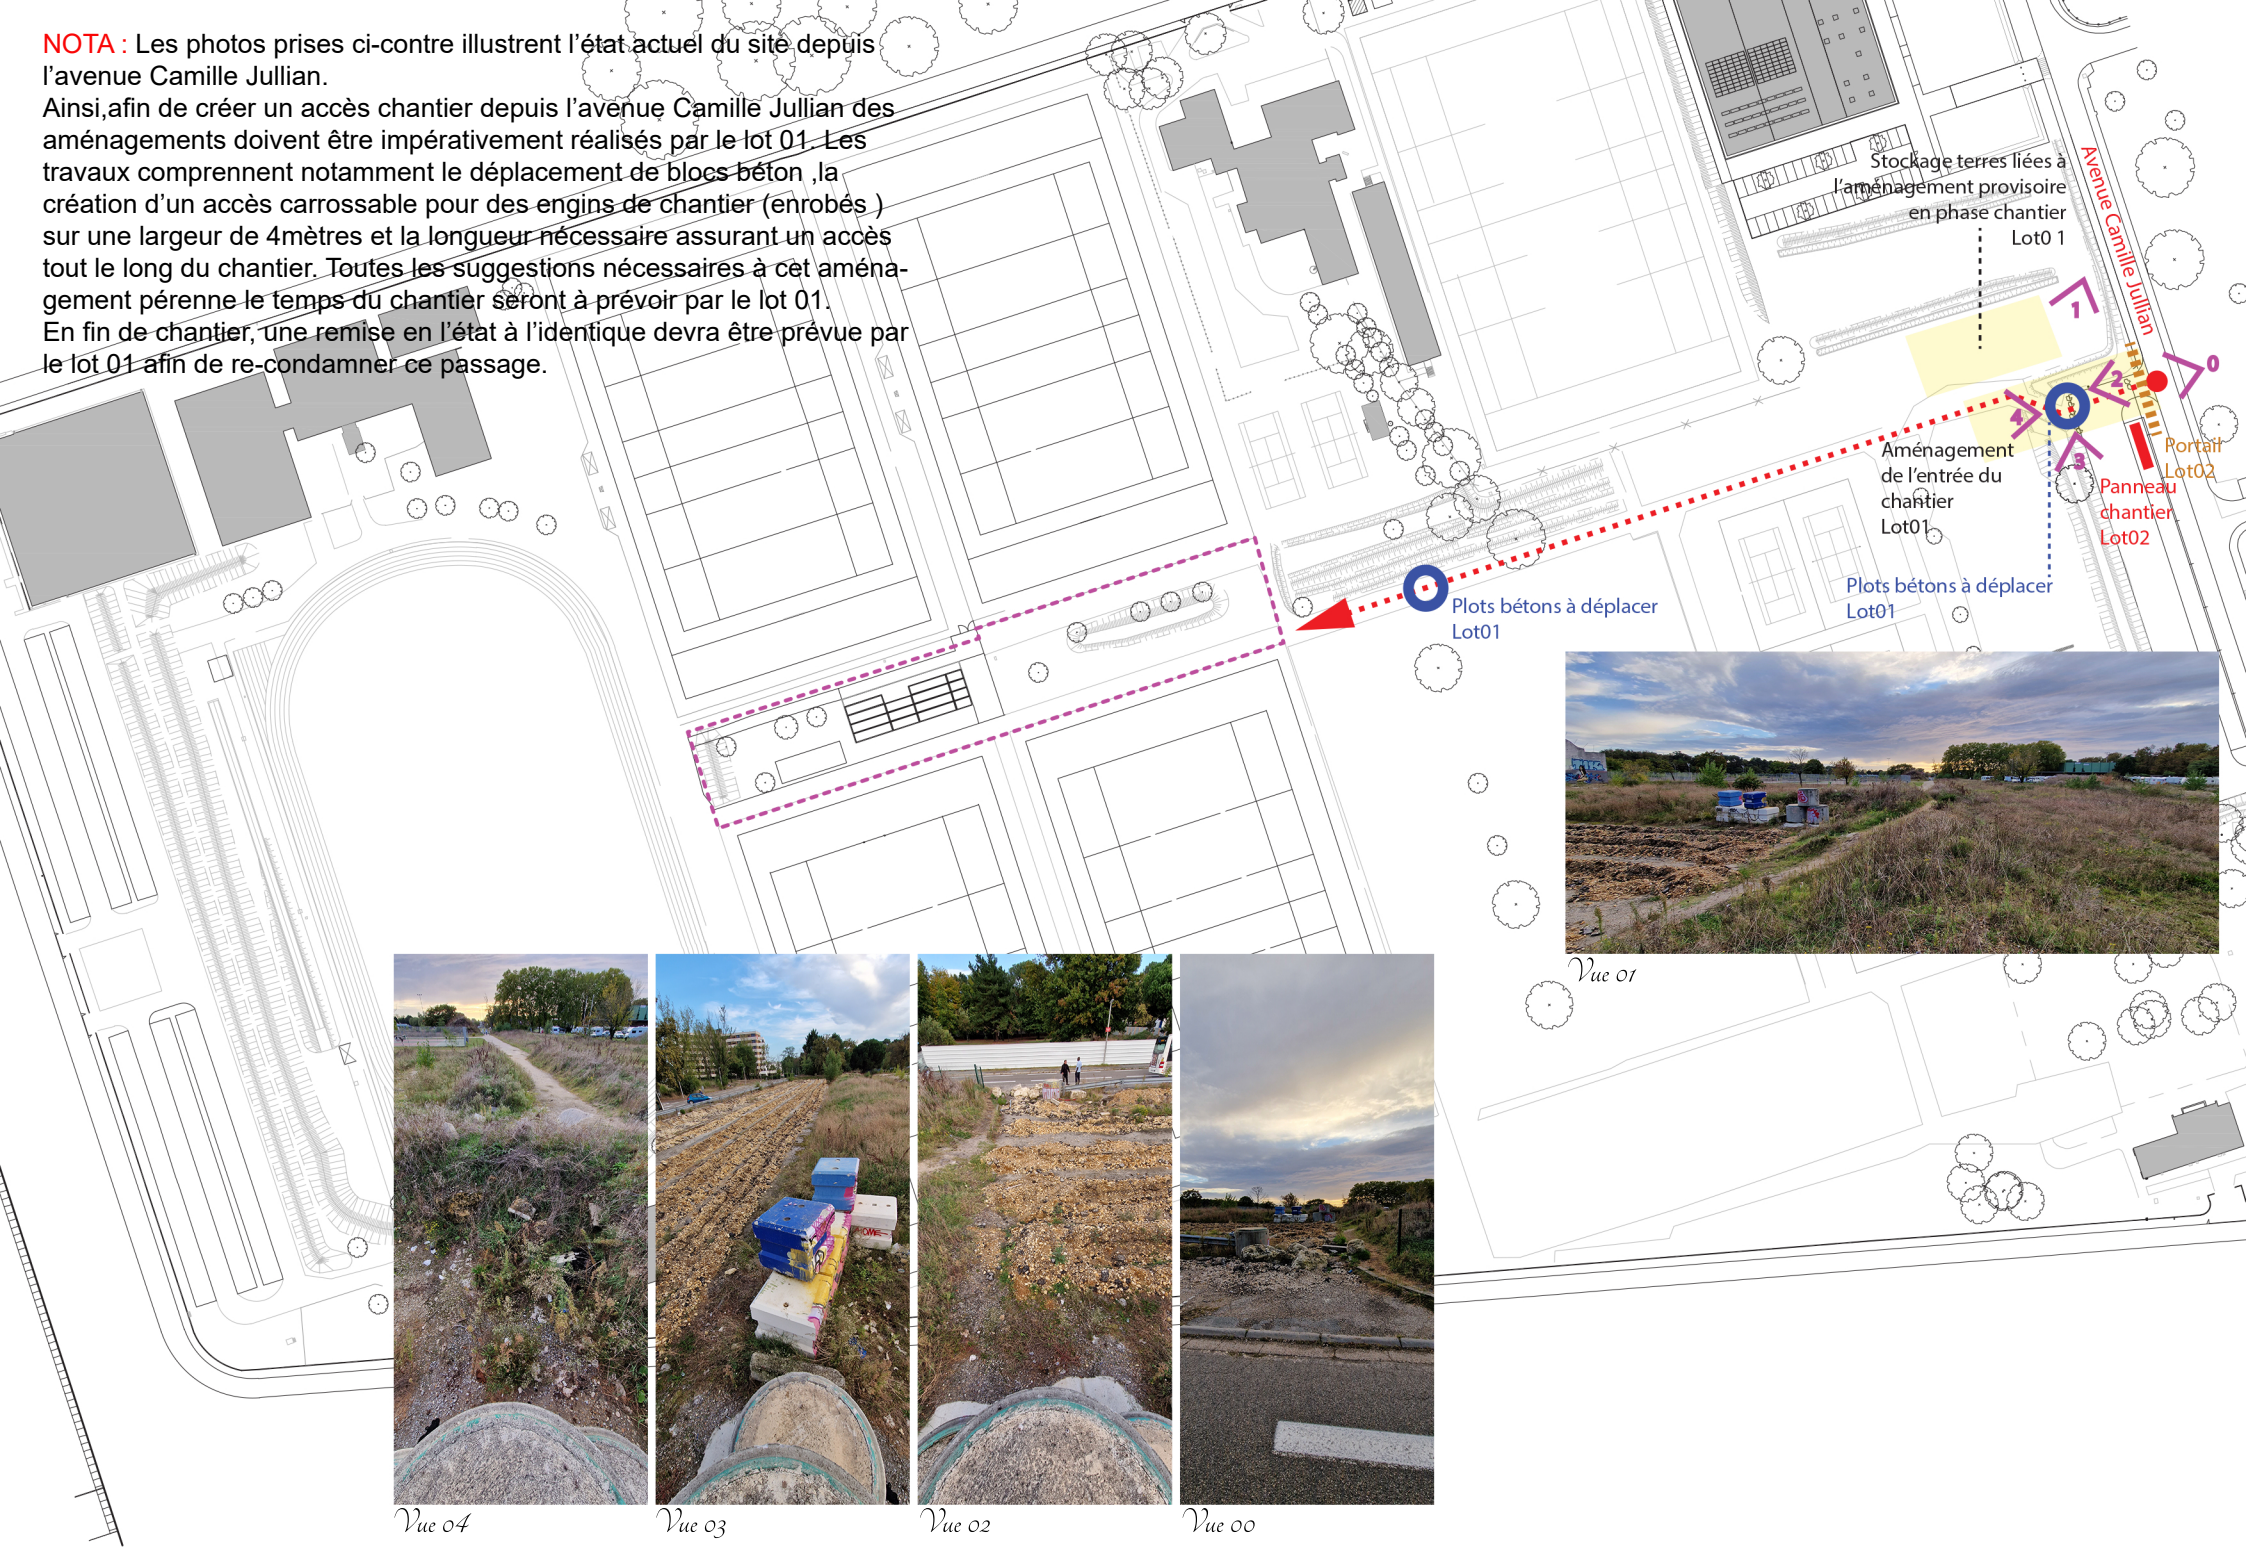 NOTA : Les photos prises ci-contre illustrent l’état actuel du site depuis
l’avenue Camille Jullian.
Ainsi,afin de créer un accès chantier depuis l’avenue Camille Jullian des
aménagements doivent être impérativement réalisés par le lot 01. Les
travaux comprennent notamment le déplacement de blocs béton ,la
création d’un accès carrossable pour des engins de chantier (enrobés )
sur une largeur de 4mètres et la longueur nécessaire assurant un accès
tout le long du chantier. Toutes les suggestions nécessaires à cet aména-
gement pérenne le temps du chantier seront à prévoir par le lot 01.
En fin de chantier, une remise en l’état à l’identique devra être prévue par
le lot 01 afin de re-condamner ce passage.
Stockage terres liées à
l’aménagement provisoire
en phase chantier
Lot0 1
Avenue Camille Jullian
1
0
2
4
3
Aménagement
de l’entrée du
chantier
Lot01
Portail
Lot02
Panneau
chantier
Lot02
Plots bétons à déplacer
Lot01
Plots bétons à déplacer
Lot01
Vue 01
Vue 04
Vue 03
Vue 02
Vue 00